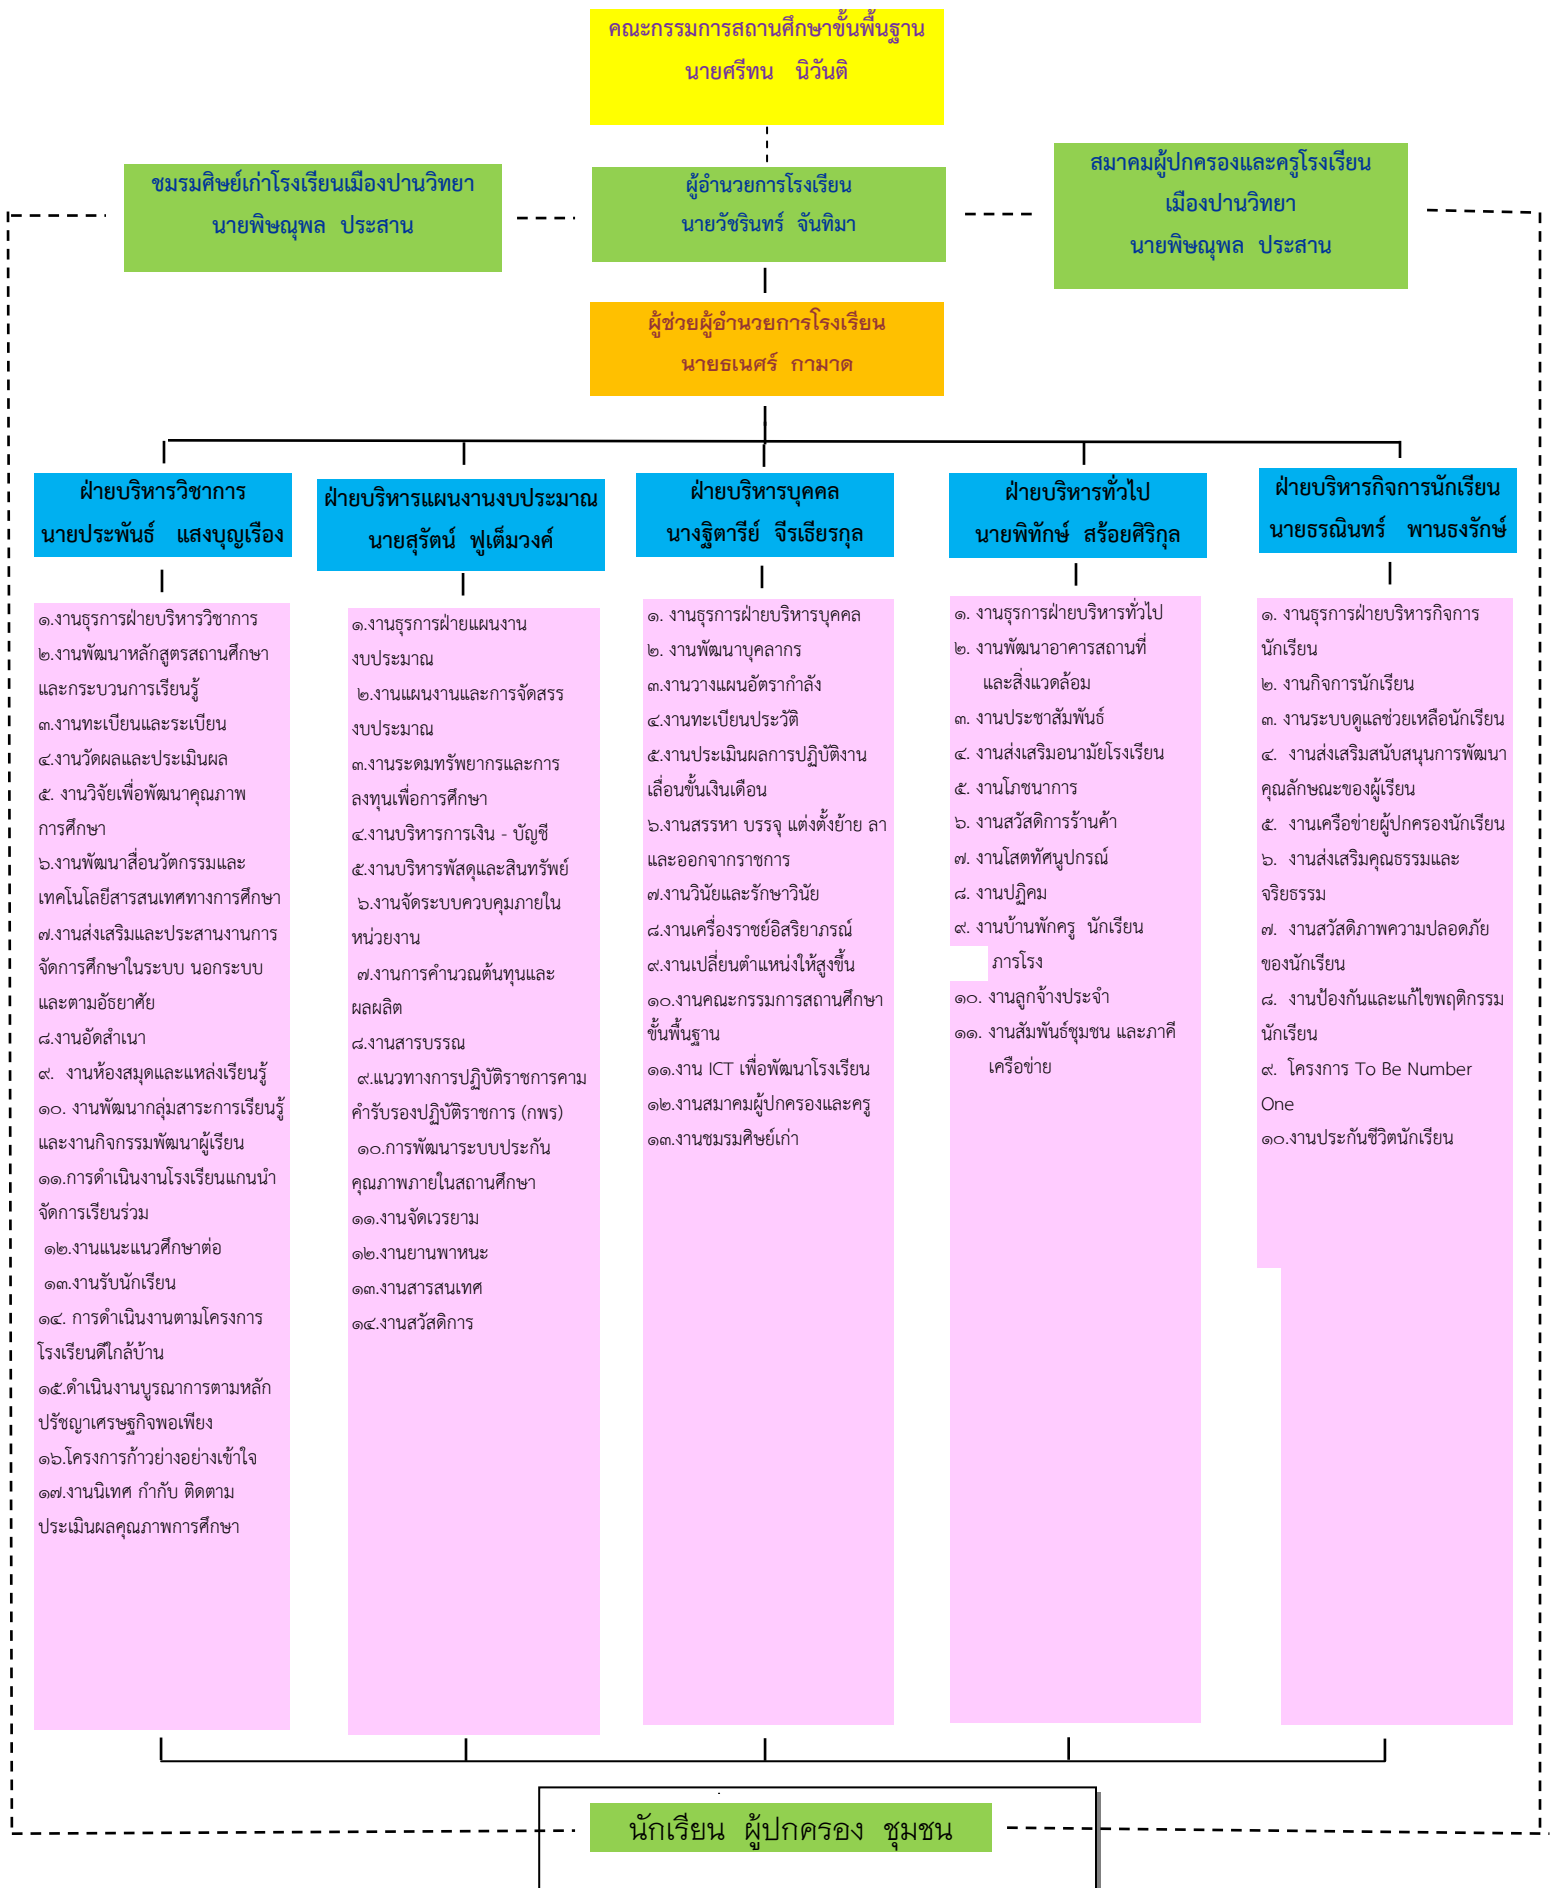 คณะกรรมการสถานศึกษาขั้นพื้นฐาน
นายศรีทน นิวันติ
ชมรมศิษย์เก่าโรงเรียนเมืองปานวิทยา
นายพิษณุพล ประสาน
ผู้อำนวยการโรงเรียน
นายวัชรินทร์ จันทิมา
สมาคมผู้ปกครองและครูโรงเรียน
เมืองปานวิทยา
นายพิษณุพล ประสาน
ผู้ช่วยผู้อำนวยการโรงเรียน
นายธเนศร์ กามาด
ฝ่ายบริหารวิชาการ
นายประพันธ์ แสงบุญเรือง
๑.งานธุรการฝ่ายบริหารวิชาการ
๒.งานพัฒนาหลักสูตรสถานศึกษา
และกระบวนการเรียนรู้
๓.งานทะเบียนและระเบียน
๔.งานวัดผลและประเมินผล
๕. งานวิจัยเพื่อพัฒนาคุณภาพ
การศึกษา
๖.งานพัฒนาสื่อนวัตกรรมและ
เทคโนโลยีสารสนเทศทางการศึกษา
๗.งานส่งเสริมและประสานงานการ
จัดการศึกษาในระบบ นอกระบบ
และตามอัธยาศัย
๘.งานอัดสำเนา
๙. งานห้องสมุดและแหล่งเรียนรู้
๑๐. งานพัฒนากลุ่มสาระการเรียนรู้
และงานกิจกรรมพัฒนาผู้เรียน
๑๑.การดำเนินงานโรงเรียนแกนนำ
จัดการเรียนร่วม
๑๒.งานแนะแนวศึกษาต่อ
๑๓.งานรับนักเรียน
๑๔. การดำเนินงานตามโครงการ
โรงเรียนดีใกล้บ้าน
๑๕.ดำเนินงานบูรณาการตามหลัก
ปรัชญาเศรษฐกิจพอเพียง
๑๖.โครงการก้าวย่างอย่างเข้าใจ
๑๗.งานนิเทศ กำกับ ติดตาม
ประเมินผลคุณภาพการศึกษา
ฝ่ายบริหารแผนงานงบประมาณ
นายสุรัตน์ ฟูเต็มวงค์
๑.งานธุรการฝ่ายแผนงาน
งบประมาณ
๒.งานแผนงานและการจัดสรร
งบประมาณ
๓.งานระดมทรัพยากรและการ
ลงทุนเพื่อการศึกษา
๔.งานบริหารการเงิน - บัญชี
๕.งานบริหารพัสดุและสินทรัพย์
๖.งานจัดระบบควบคุมภายใน
หน่วยงาน
๗.งานการคำนวณต้นทุนและ
ผลผลิต
๘.งานสารบรรณ
๙.แนวทางการปฏิบัติราชการคาม
คำรับรองปฏิบัติราชการ (กพร)
๑๐.การพัฒนาระบบประกัน
คุณภาพภายในสถานศึกษา
๑๑.งานจัดเวรยาม
๑๒.งานยานพาหนะ
๑๓.งานสารสนเทศ
๑๔.งานสวัสดิการ
ฝ่ายบริหารบุคคล
นางฐิตารีย์ จีรเธียรกุล
๑. งานธุรการฝ่ายบริหารบุคคล
๒. งานพัฒนาบุคลากร
๓.งานวางแผนอัตรากำลัง
๔.งานทะเบียนประวัติ
๕.งานประเมินผลการปฏิบัติงาน
เลื่อนขั้นเงินเดือน
๖.งานสรรหา บรรจุ แต่งตั้งย้าย ลา
และออกจากราชการ
๗.งานวินัยและรักษาวินัย
๘.งานเครื่องราชย์อิสริยาภรณ์
๙.งานเปลี่ยนตำแหน่งให้สูงขึ้น
๑๐.งานคณะกรรมการสถานศึกษา
ขั้นพื้นฐาน
๑๑.งาน ICT เพื่อพัฒนาโรงเรียน
๑๒.งานสมาคมผู้ปกครองและครู
๑๓.งานชมรมศิษย์เก่า
ฝ่ายบริหารทั่วไป
นายพิทักษ์ สร้อยศิริกุล
๑. งานธุรการฝ่ายบริหารทั่วไป
๒. งานพัฒนาอาคารสถานที่
และสิ่งแวดล้อม
๓. งานประชาสัมพันธ์
๔. งานส่งเสริมอนามัยโรงเรียน
๕. งานโภชนาการ
๖. งานสวัสดิการร้านค้า
๗. งานโสตทัศนูปกรณ์
๘. งานปฏิคม
๙. งานบ้านพักครู นักเรียน
ภารโรง
๑๐. งานลูกจ้างประจำ
๑๑. งานสัมพันธ์ชุมชน และภาคี
เครือข่าย
ฝ่ายบริหารกิจการนักเรียน
นายธรณินทร์ พานธงรักษ์
๑. งานธุรการฝ่ายบริหารกิจการ
นักเรียน
๒. งานกิจการนักเรียน
๓. งานระบบดูแลช่วยเหลือนักเรียน
๔. งานส่งเสริมสนับสนุนการพัฒนา
คุณลักษณะของผู้เรียน
๕. งานเครือข่ายผู้ปกครองนักเรียน
๖. งานส่งเสริมคุณธรรมและ
จริยธรรม
๗. งานสวัสดิภาพความปลอดภัย
ของนักเรียน
๘. งานป้องกันและแก้ไขพฤติกรรม
นักเรียน
๙. โครงการ To Be Number
One
๑๐.งานประกันชีวิตนักเรียน
นักเรียน ผู้ปกครอง ชุมชน